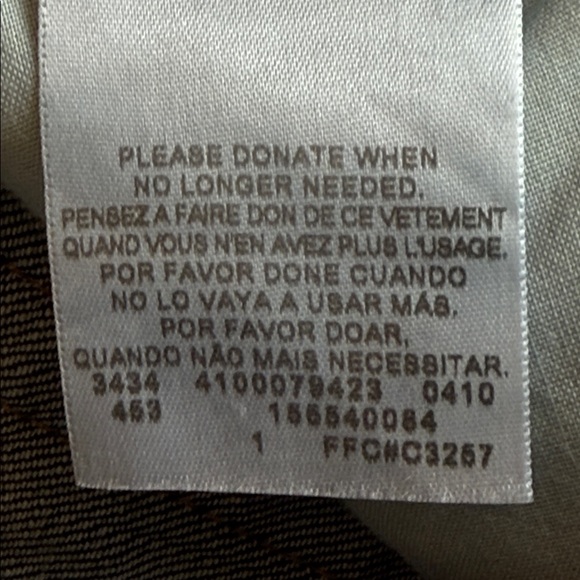 PLEASE DONATE WHEN
NO LONGER NEEDED.
PENSEZ A FAIRE DON DE CE VETEMENT
QUAND VOUS N'EN AVEZ PLUS L'USAGE.
POR FAVOR DONE CUANDO
NO LO VAYA A USAR MÁS.
POR FAVOR DOAR,
QUANDO NÃO MAIS NECESSITAR.
3434 4100079423 0410
453 156540084
1 FFC#C3257